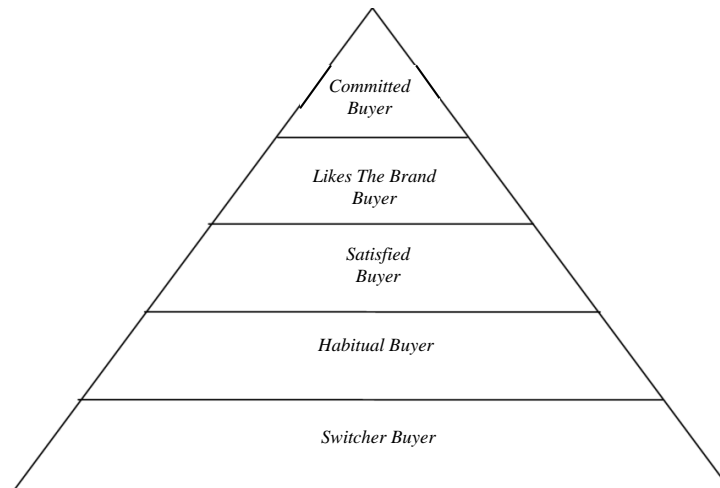 Committed
Buyer
Likes The Brand
Buyer
Satisfied
Buyer
Habitual Buyer
Switcher Buyer